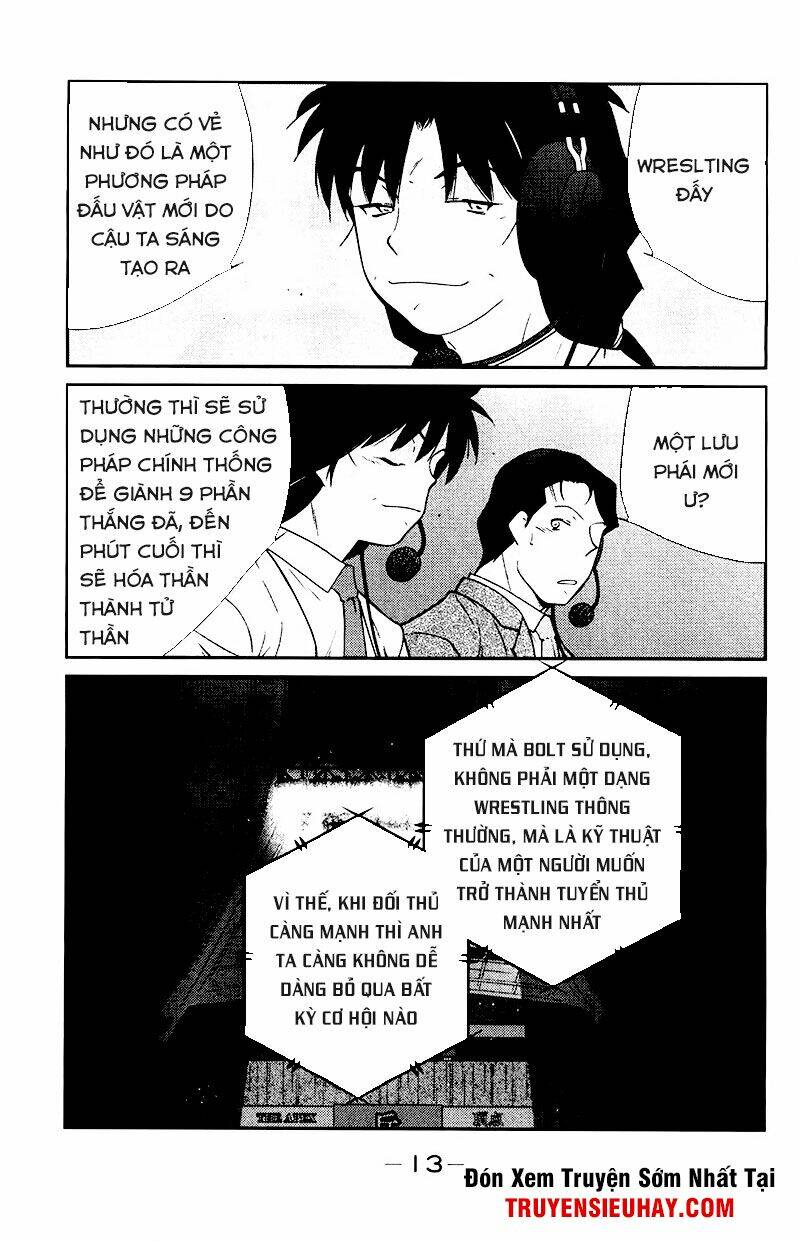 WRESLTING
ĐẤY
NHƯNG CÓ VẺ
NHƯ ĐÓ LÀ MỘT
PHƯƠNG PHÁP
ĐẤU VẬT MỚI DO
CẬU TA SÁNG
TẠO RA
MỘT LƯU
PHÁI MỚI
Ư?
THƯỜNG THÌ SẼ SỬ
DỤNG NHỮNG CÔNG
PHÁP CHÍNH THỐNG
ĐỂ GIÀNH 9 PHẦN
THẮNG ĐÃ, ĐẾN
PHÚT CUỐI THÌ
SẼ HÓA THẦN
THÀNH TỬ
THẦN
THỨ MÀ BOLT SỬ DỤNG,
KHÔNG PHẢI MỘT DẠNG
WRESTLING THÔNG
THƯỜNG, MÀ LÀ KỸ THUẬT
CỦA MỘT NGƯỜI MUỐN
TRỞ THÀNH TUYỂN THỦ
MẠNH NHẤT
VÌ THẾ, KHI ĐỐI THỦ
CÀNG MẠNH THÌ ANH
TA CÀNG KHÔNG DỄ
DÀNG BỎ QUA BẤT
KỲ CƠ HỘI NÀO
THE APEX
頂点
-13-
Đón Xem Truyện Sớm Nhất Tại
TRUYENSIEUHAY.COM